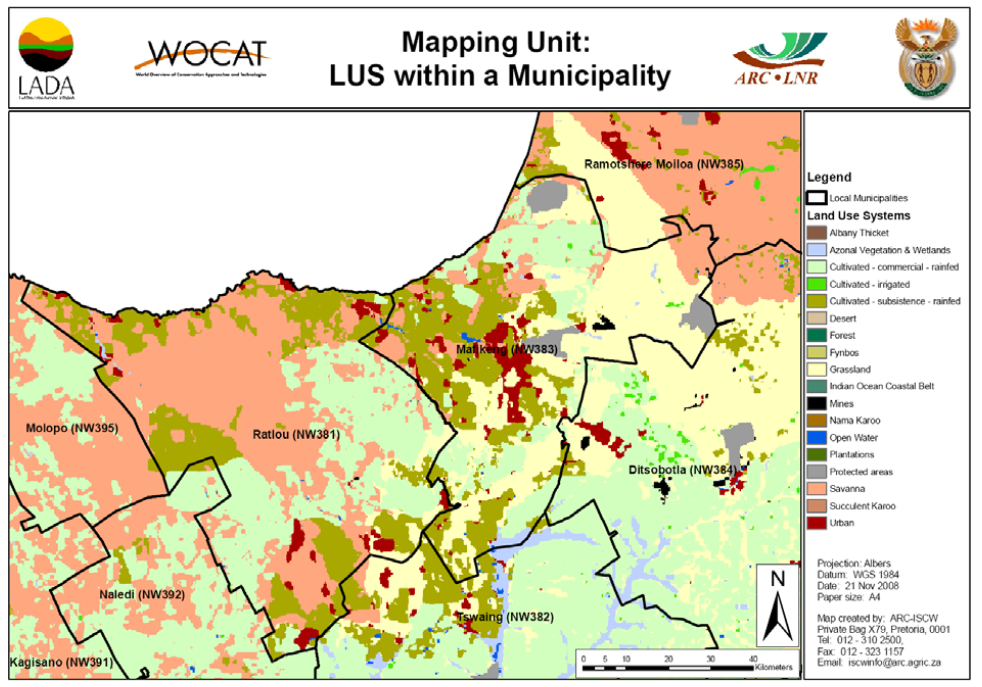 LADA
WOCAT
World Overview of Conservation Approaches and Technologies
Mapping Unit:
LUS within a Municipality
ARC • LNR
Ramotshere Moiloa (NW385)
Mafikeng (NW383)
Molopo (NW395)
Ratlou (NW381)
Ditsobotla (NW384)
Naledi (NW392)
Tswaing (NW382)
Kagisano (NW391)
Legend
Local Municipalities
Land Use Systems
Albany Thicket
Azonal Vegetation & Wetlands
Cultivated - commercial - rainfed
Cultivated - irrigated
Cultivated - subsistence - rainfed
Desert
Forest
Fynbos
Grassland
Indian Ocean Coastal Belt
Mines
Nama Karoo
Open Water
Plantations
Protected areas
Savanna
Succulent Karoo
Urban
Projection: Albers
Datum: WGS 1984
Date: 21 Nov 2008
Paper size: A4
Map created by: ARC-ISCW
Private Bag X79, Pretoria, 0001
Tel: 012 - 310 2500,
Fax: 012 - 323 1157
Email: iscwinfo@arc.agric.za
N
0 5 10 20 30 40
Kilometers